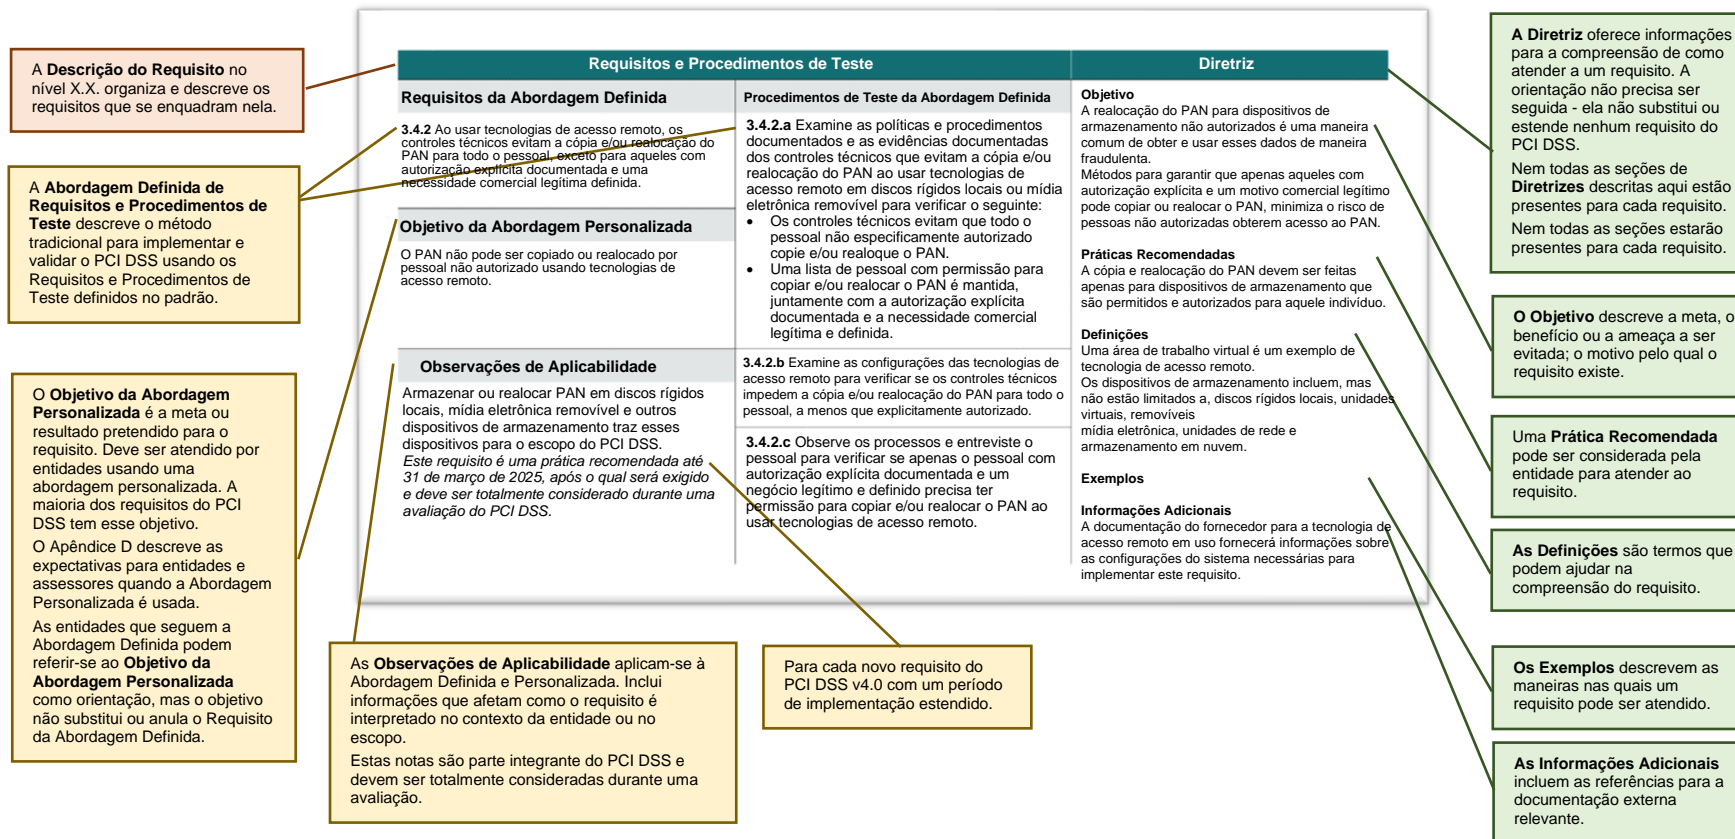 A Descrição do Requisito no
nível X.X. organiza e descreve os
requisitos que se enquadram nela.
A Abordagem Definida de
Requisitos e Procedimentos de
Teste descreve o método
tradicional para implementar e
validar o PCI DSS usando os
Requisitos e Procedimentos de
Teste definidos no padrão.
O Objetivo da Abordagem
Personalizada é a meta ou
resultado pretendido para o
requisito. Deve ser atendido por
entidades usando uma
abordagem personalizada. A
maioria dos requisitos do PCI
DSS tem esse objetivo.
O Apêndice D descreve as
expectativas para entidades e
assessores quando a Abordagem
Personalizada é usada.
As entidades que seguem a
Abordagem Definida podem
referir-se ao Objetivo da
Abordagem Personalizada
como orientação, mas o objetivo
não substitui ou anula o Requisito
da Abordagem Definida.
Requisitos e Procedimentos de Teste
Diretriz
Requisitos da Abordagem Definida
3.4.2 Ao usar tecnologias de acesso remoto, os
controles técnicos evitam a cópia e/ou realocação do
PAN para todo o pessoal, exceto para aqueles com
autorização explícita documentada e uma
necessidade comercial legítima definida.
Objetivo da Abordagem Personalizada
O PAN não pode ser copiado ou realocado por
pessoal não autorizado usando tecnologias de
acesso remoto.
Observações de Aplicabilidade
Armazenar ou realocar PAN em discos rígidos
locais, mídia eletrônica removível e outros
dispositivos de armazenamento traz esses
dispositivos para o escopo do PCI DSS.
Este requisito é uma prática recomendada até
31 de março de 2025, após o qual será exigido
e deve ser totalmente considerado durante uma
avaliação do PCI DSS.
Procedimentos de Teste da Abordagem Definida
3.4.2.a Examine as políticas e procedimentos
documentados e as evidências documentadas
dos controles técnicos que evitam a cópia e/ou
realocação do PAN ao usar tecnologias de
acesso remoto em discos rígidos locais ou mídia
eletrônica removível para verificar o seguinte:
• Os controles técnicos evitam que todo o
pessoal não especificamente autorizado
copie e/ou realoque o PAN.
• Uma lista de pessoal com permissão para
copiar e/ou realocar o PAN é mantida,
juntamente com a autorização explícita
documentada e a necessidade comercial
legítima e definida.
3.4.2.b Examine as configurações das tecnologias de
acesso remoto para verificar se os controles técnicos
impedem a cópia e/ou realocação do PAN para todo o
pessoal, a menos que explicitamente autorizado.
3.4.2.c Observe os processos e entreviste o
pessoal para verificar se apenas o pessoal com
autorização explícita documentada e um
negócio legítimo e definido precisa ter
permissão para copiar e/ou realocar o PAN ao
usar tecnologias de acesso remoto.
Objetivo
A realocação do PAN para dispositivos de
armazenamento não autorizados é uma maneira
comum de obter e usar esses dados de maneira
fraudulenta.
Métodos para garantir que apenas aqueles com
autorização explícita e um motivo comercial legítimo
pode copiar ou realocar o PAN, minimiza o risco de
pessoas não autorizadas obterem acesso ao PAN.
Práticas Recomendadas
A cópia e realocação do PAN devem ser feitas
apenas para dispositivos de armazenamento que
são permitidos e autorizados para aquele indivíduo.
Definições
Uma área de trabalho virtual é um exemplo de
tecnologia de acesso remoto.
Os dispositivos de armazenamento incluem, mas
não estão limitados a, discos rígidos locais, unidades
virtuais, removíveis
mídia eletrônica, unidades de rede e
armazenamento em nuvem.
Exemplos
Informações Adicionais
A documentação do fornecedor para a tecnologia de
acesso remoto em uso fornecerá informações sobre
as configurações do sistema necessárias para
implementar este requisito.
As Observações de Aplicabilidade aplicam-se à
Abordagem Definida e Personalizada. Inclui
informações que afetam como o requisito é
interpretado no contexto da entidade ou no
escopo.
Estas notas são parte integrante do PCI DSS e
devem ser totalmente consideradas durante uma
avaliação.
Para cada novo requisito do
PCI DSS v4.0 com um período
de implementação estendido.
A Diretriz oferece informações
para a compreensão de como
atender a um requisito. A
orientação não precisa ser
seguida - ela não substitui ou
estende nenhum requisito do
PCI DSS.
Nem todas as seções de
Diretrizes descritas aqui estão
presentes para cada requisito.
Nem todas as seções estarão
presentes para cada requisito.
O Objetivo descreve a meta, o
benefício ou a ameaça a ser
evitada; o motivo pelo qual o
requisito existe.
Uma Prática Recomendada
pode ser considerada pela
entidade para atender ao
requisito.
As Definições são termos que
podem ajudar na
compreensão do requisito.
Os Exemplos descrevem as
maneiras nas quais um
requisito pode ser atendido.
As Informações Adicionais
incluem as referências para a
documentação externa
relevante.